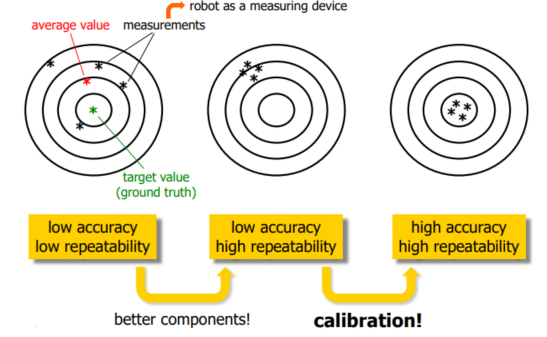 robot as a measuring device
average value
measurements
target value
(ground truth)
low accuracy
low repeatability
low accuracy
high repeatability
high accuracy
high repeatability
better components!
calibration!